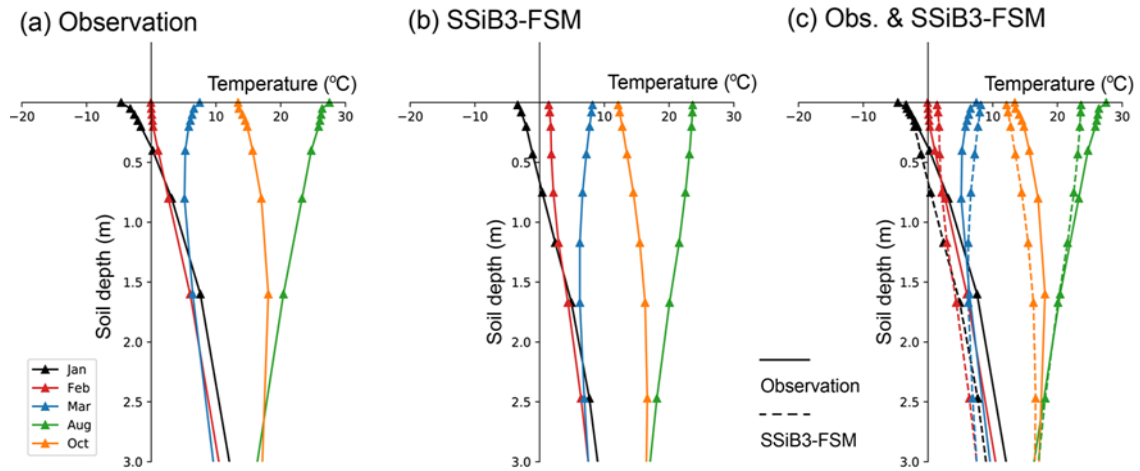 (a) Observation
Temperature (ºC)
−20 −10 0 10 20 30
0.5
1.0
1.5
2.0
2.5
3.0
Soil depth (m)
Jan
Feb
Mar
Aug
Oct
(b) SSiB3-FSM
Temperature (ºC)
−20 −10 0 10 20 30
0.5
1.0
1.5
2.0
2.5
3.0
Soil depth (m)
(c) Obs. & SSiB3-FSM
Temperature (ºC)
−20 −10 0 10 20 30
0.5
1.0
1.5
2.0
2.5
3.0
Soil depth (m)
Observation
SSiB3-FSM